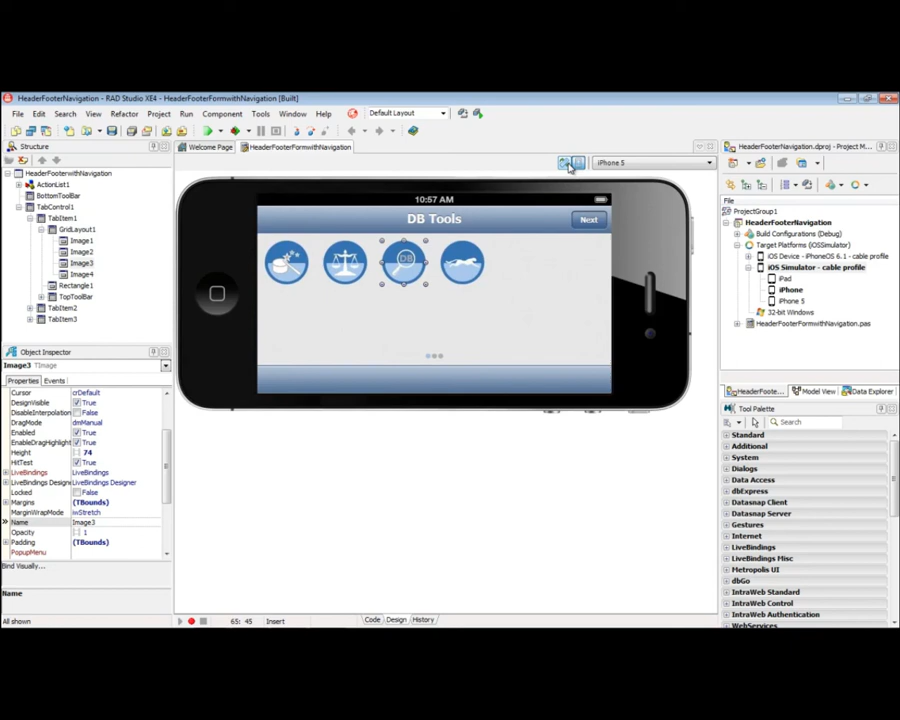 HeaderFooterNavigation - RAD Studio XE4 - HeaderFooterFormwithNavigation [Built]
File Edit Search View Refactor Project Run Component Tools Window Help Default Layout
Structure
Welcome Page HeaderFooterFormwithNavigation
iPhone 5
HeaderFooterwithNavigation
ActionList1
BottomToolBar
TabControl1
TabItem1
GridLayout1
Image1
Image2
Image3
Image4
Rectangle1
TopToolBar
TabItem2
TabItem3
10:57 AM
DB Tools
Next
DB
Object Inspector
Image3 TImage
Properties Events
Cursor crDefault
DesignVisible True
DisableInterpolation False
DragMode dmManual
Enabled True
EnableDragHighlight True
Height 74
HitTest True
LiveBindings LiveBindings
LiveBindings Designer LiveBindings Designer
Locked False
Margins (TBounds)
MarginWrapMode iwStretch
Name Image3
Opacity 1
Padding (TBounds)
PopupMenu
Bind Visually...
Name
All shown
65: 45 Insert
Code Design History
HeaderFooterNavigation.dproj - Project M...
File
ProjectGroup1
HeaderFooterNavigation
Build Configurations (Debug)
Target Platforms (iOSSimulator)
iOS Device - iPhoneOS 6.1 - cable profile
iOS Simulator - cable profile
iPad
iPhone
iPhone 5
32-bit Windows
HeaderFooterFormwithNavigation.pas
HeaderFoote... Model View Data Explorer
Tool Palette
Search
Standard
Additional
System
Dialogs
Data Access
dbExpress
Datasnap Client
Datasnap Server
Gestures
Internet
LiveBindings
LiveBindings Misc
Metropolis UI
dbGo
IntraWeb Standard
IntraWeb Control
IntraWeb Authentication
WebServices